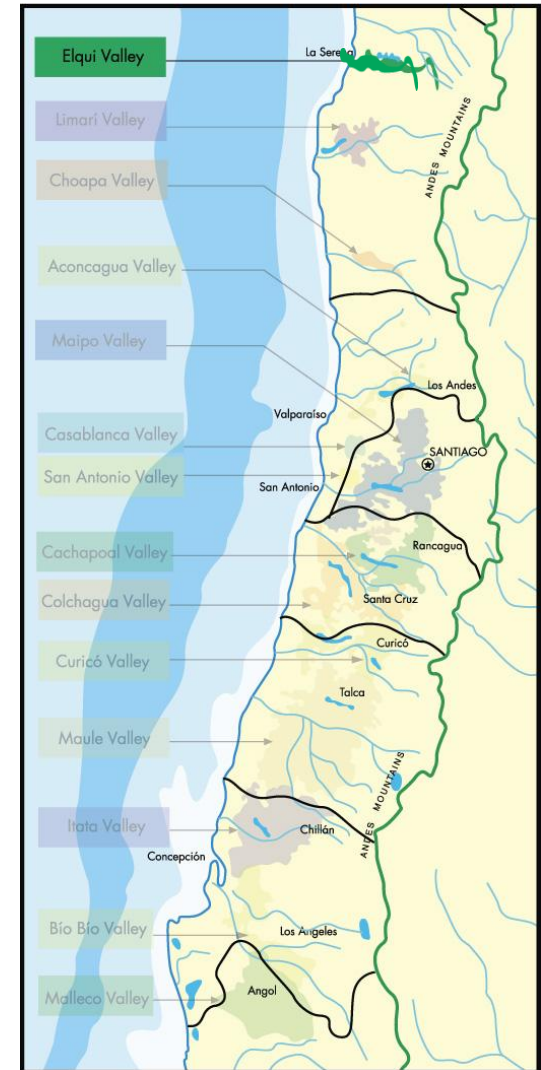 Elqui Valley
La Serena
Limarí Valley
ANDES MOUNTAINS
Choapa Valley
Aconcagua Valley
Maipo Valley
Los Andes
Valparaíso
Casablanca Valley
SANTIAGO
San Antonio Valley
San Antonio
Cachapoal Valley
Rancagua
Colchagua Valley
Santa Cruz
Curicó
Curicó Valley
Talca
Maule Valley
ANDES MOUNTAINS
Itata Valley
Chillán
Concepción
Bío Bío Valley
Los Angeles
Malleco Valley
Angol